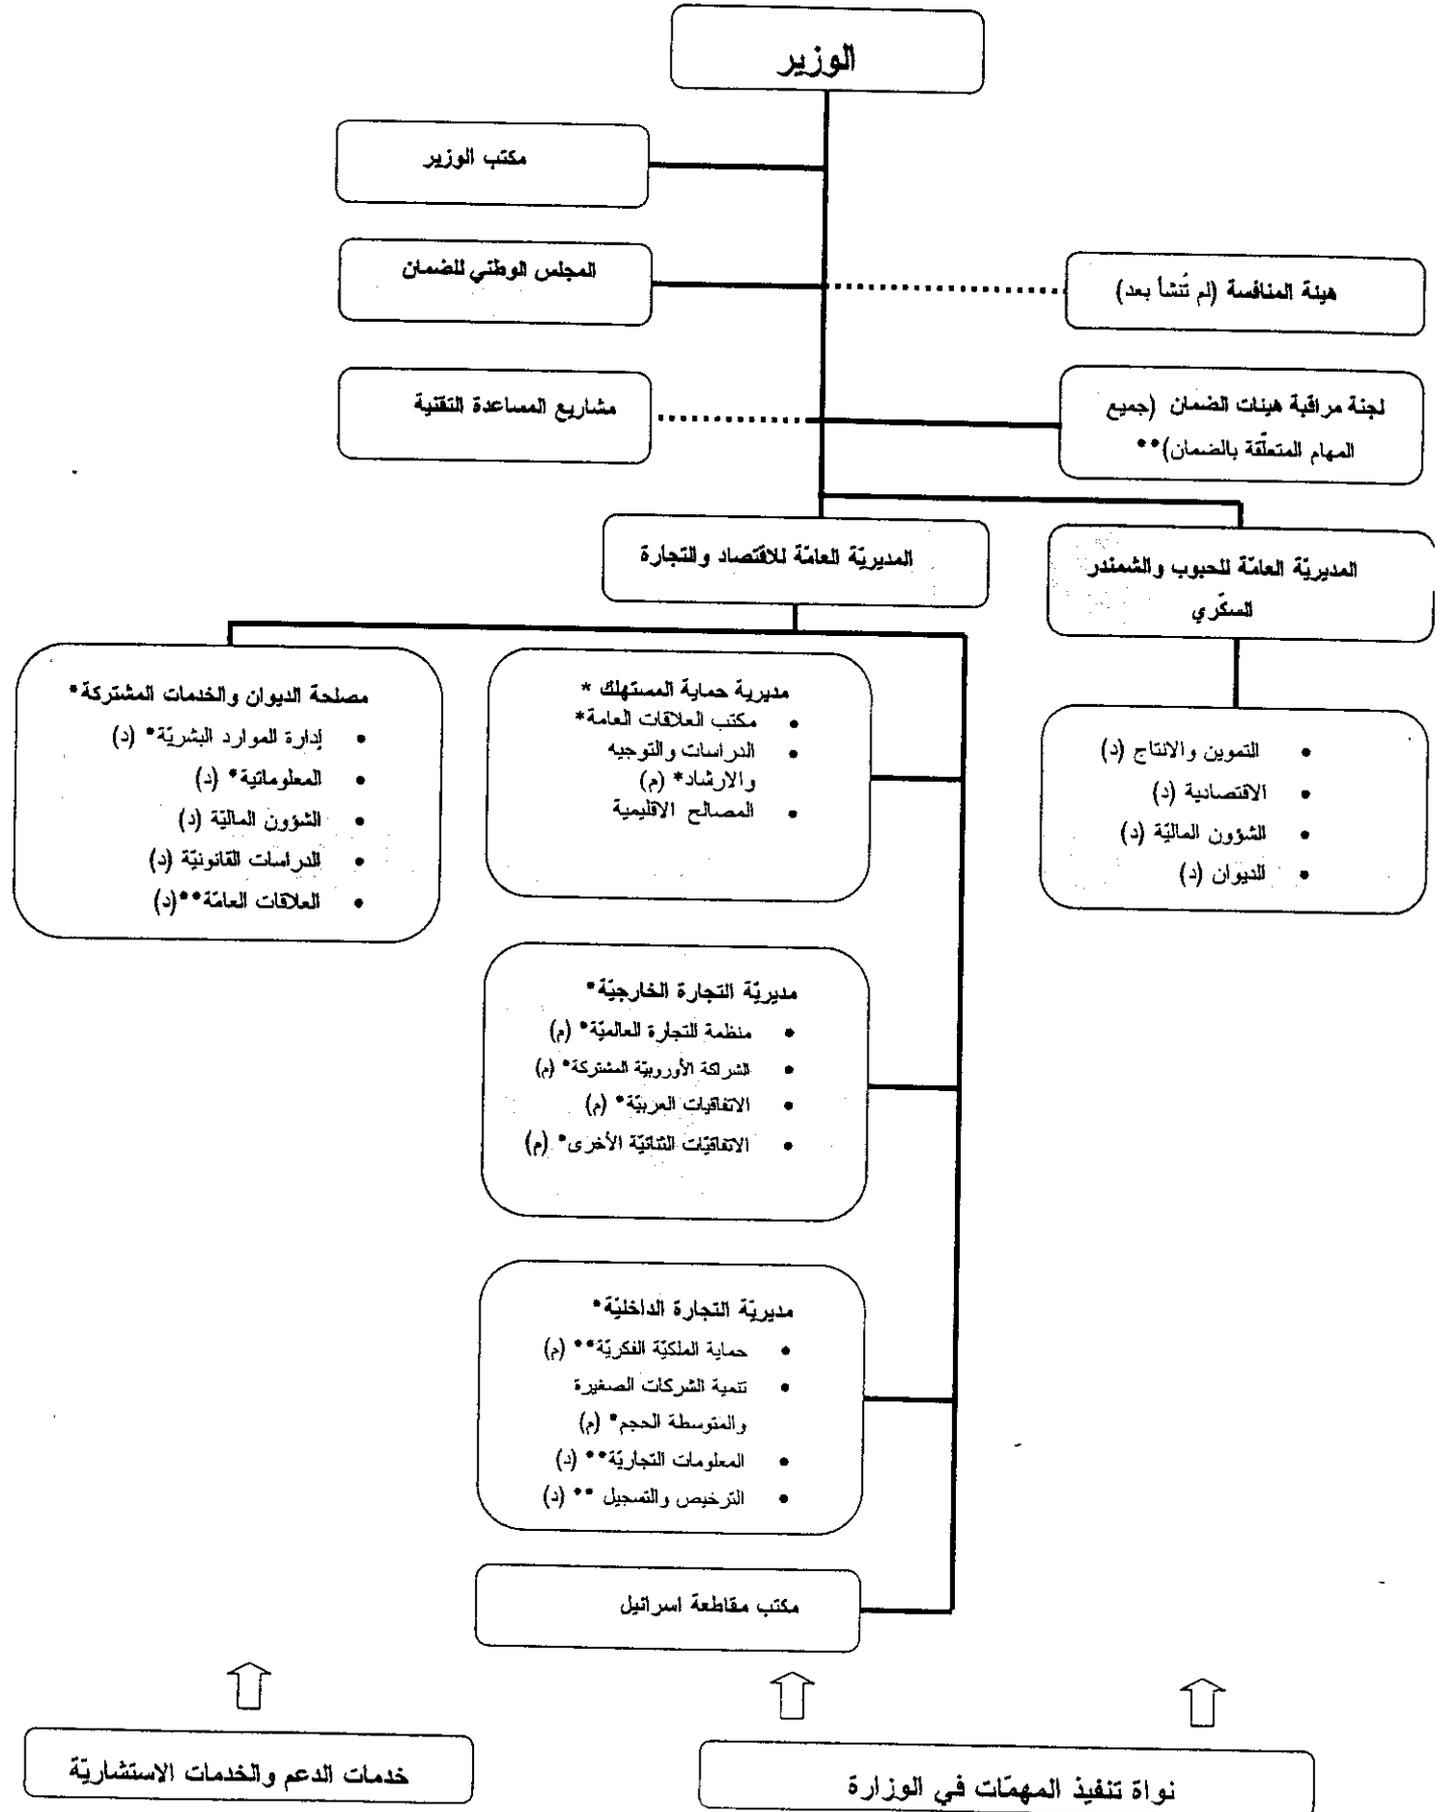 الوزير
مكتب الوزير
المجلس الوطني للضمان
هيئة المنافسة (لم تُنشأ بعد)
مشاريع المساعدة التقنية
لجنة مراقبة هيئات الضمان (جميع
المهام المتعلّقة بالضمان)**
المديريّة العامّة للاقتصاد والتجارة
المديريّة العامّة للحبوب والشمندر
السكّري
• التموين والانتاج (د)
• الاقتصادية (د)
• الشؤون الماليّة (د)
• الديوان (د)
مديرية حماية المستهلك *
• مكتب العلاقات العامة*
• الدراسات والتوجيه
والارشاد* (م)
• المصالح الاقليمية
مصلحة الديوان والخدمات المشتركة*
• إدارة الموارد البشريّة* (د)
• المعلوماتية* (د)
• الشؤون الماليّة (د)
• الدراسات القانونيّة (د)
• العلاقات العامّة**(د)
مديريّة التجارة الخارجيّة*
• منظمة التجارة العالميّة* (م)
• الشراكة الأوروبيّة المشتركة* (م)
• الاتفاقيات العربيّة* (م)
• الاتفاقيّات الثنائيّة الأخرى* (م)
مديريّة التجارة الداخليّة*
• حماية الملكيّة الفكريّة** (م)
• تنمية الشركات الصغيرة
والمتوسطة الحجم* (م)
• المعلومات التجاريّة** (د)
• الترخيص والتسجيل ** (د)
مكتب مقاطعة اسرائيل
نواة تنفيذ المهمّات في الوزارة
خدمات الدعم والخدمات الاستشاريّة